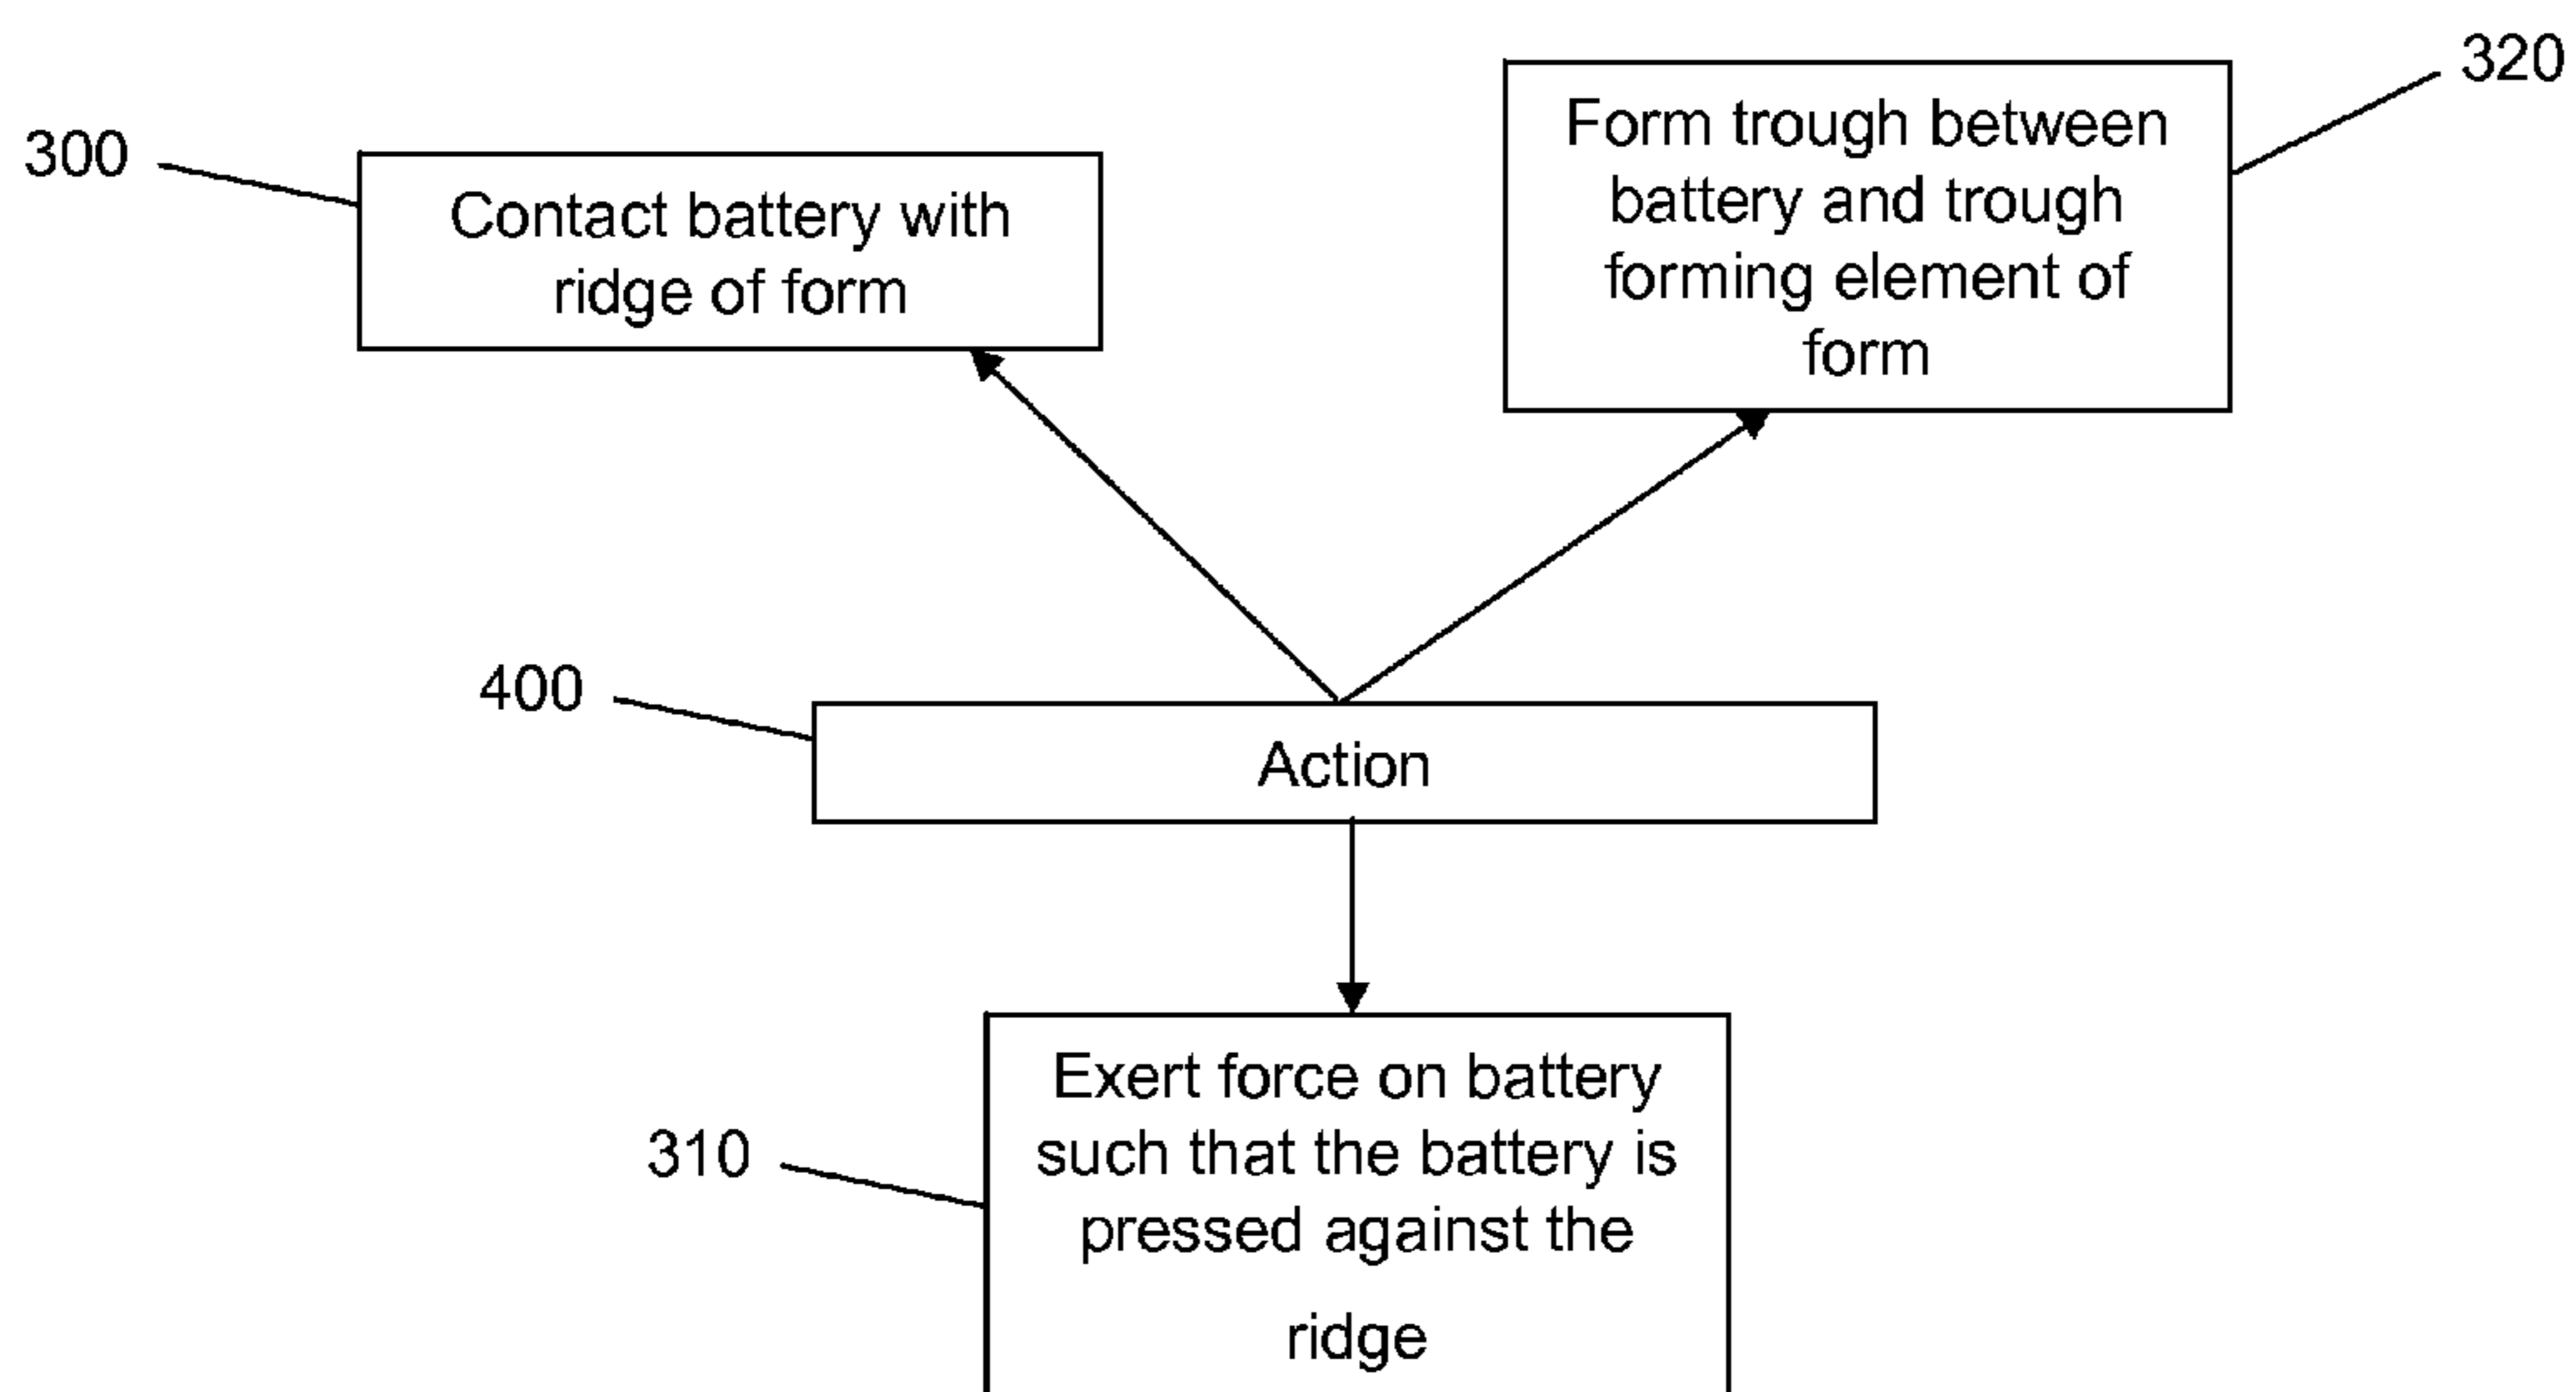 320
Form trough between
battery and trough
forming element of
form
300
Contact battery with
ridge of form
400
Action
310
Exert force on battery
such that the battery is
pressed against the
ridge